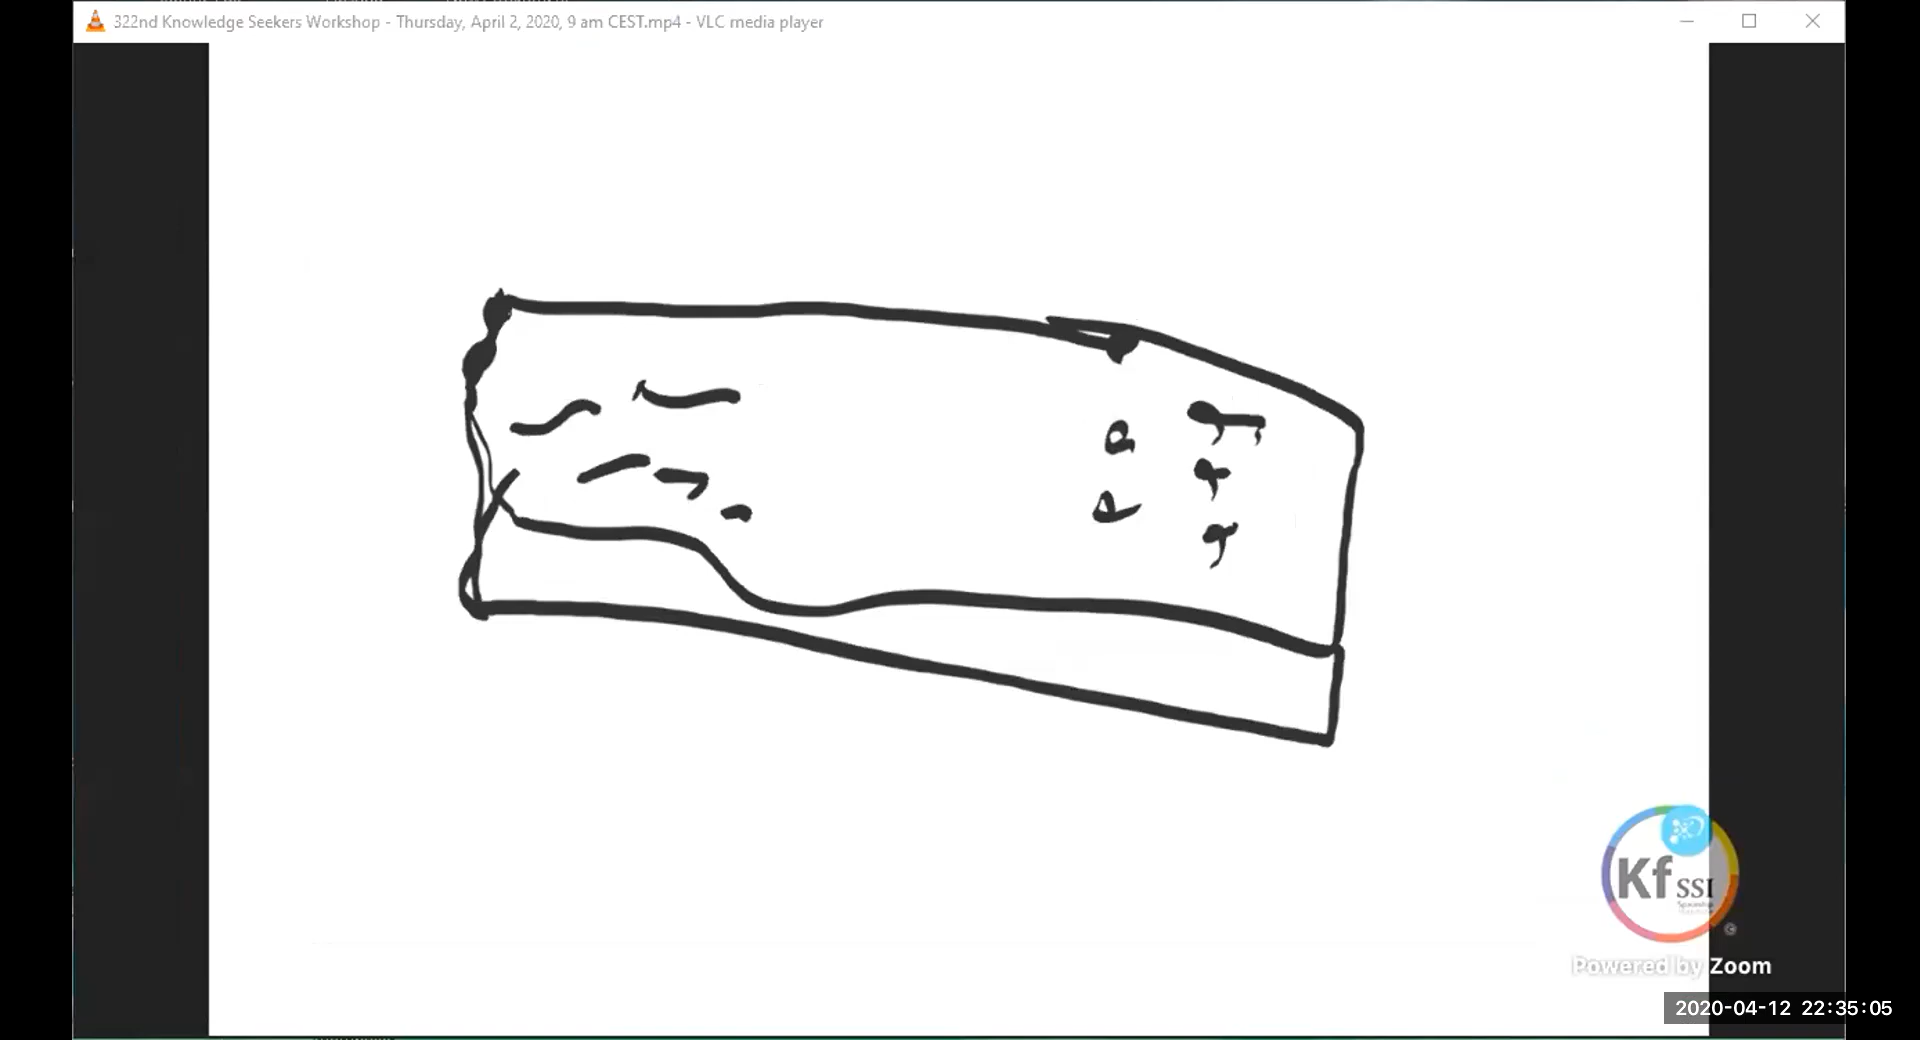 322nd Knowledge Seekers Workshop - Thursday, April 2, 2020, 9 am CEST.mp4 - VLC media player
Kf SSI
Powered by Zoom
2020-04-12 22:35:05